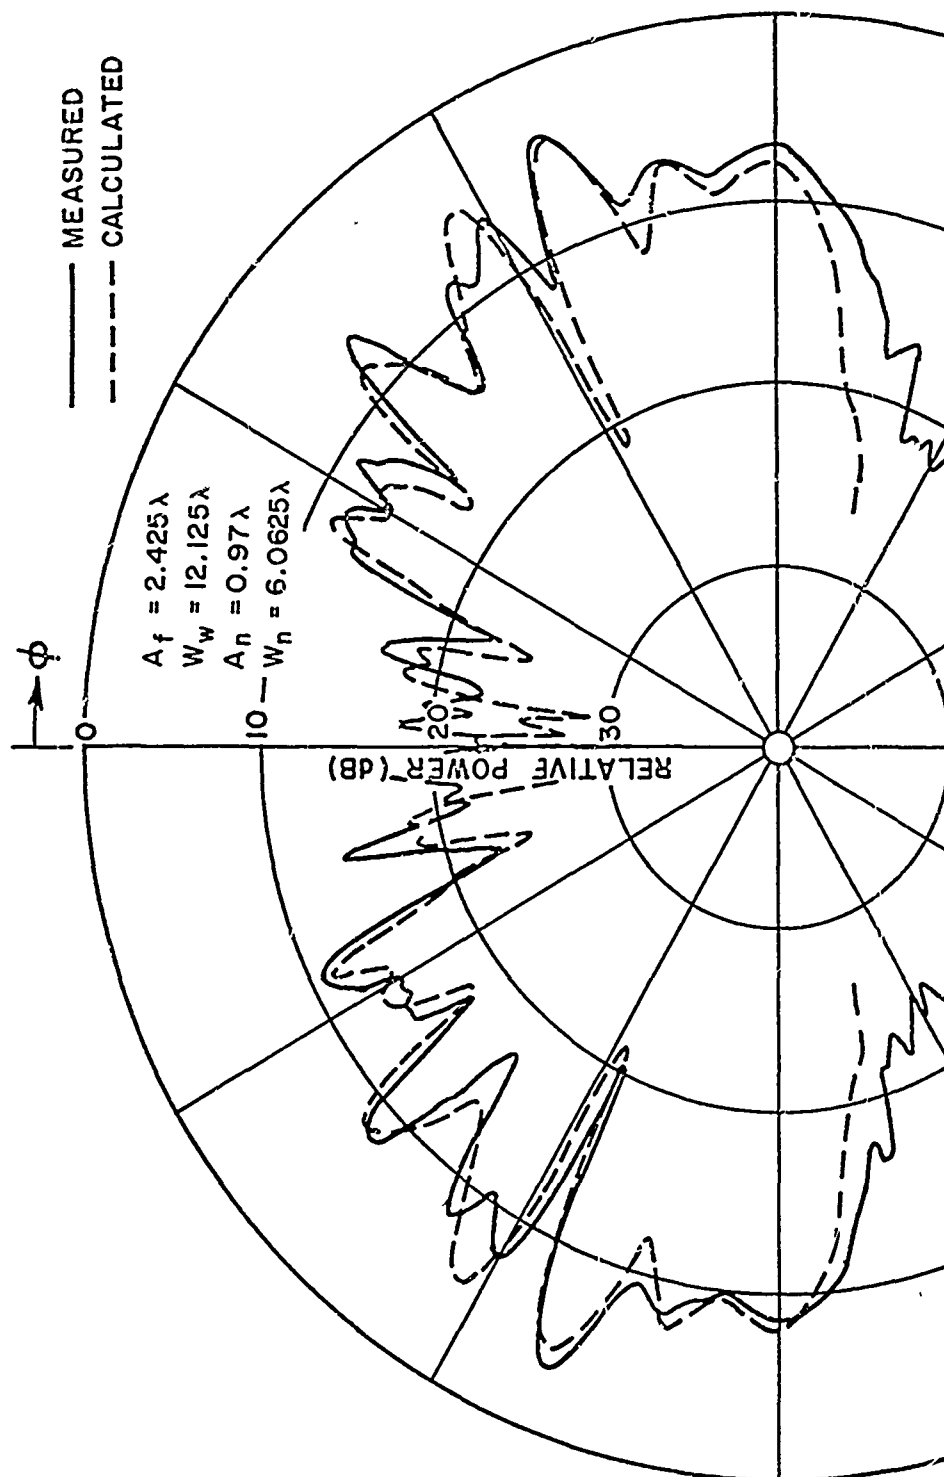 MEASURED
CALCULATED
ϕ
A_f = 2.425λ
W_w = 12.125λ
A_n = 0.97λ
W_n = 6.0625λ
0
10
20
30
RELATIVE POWER (dB)